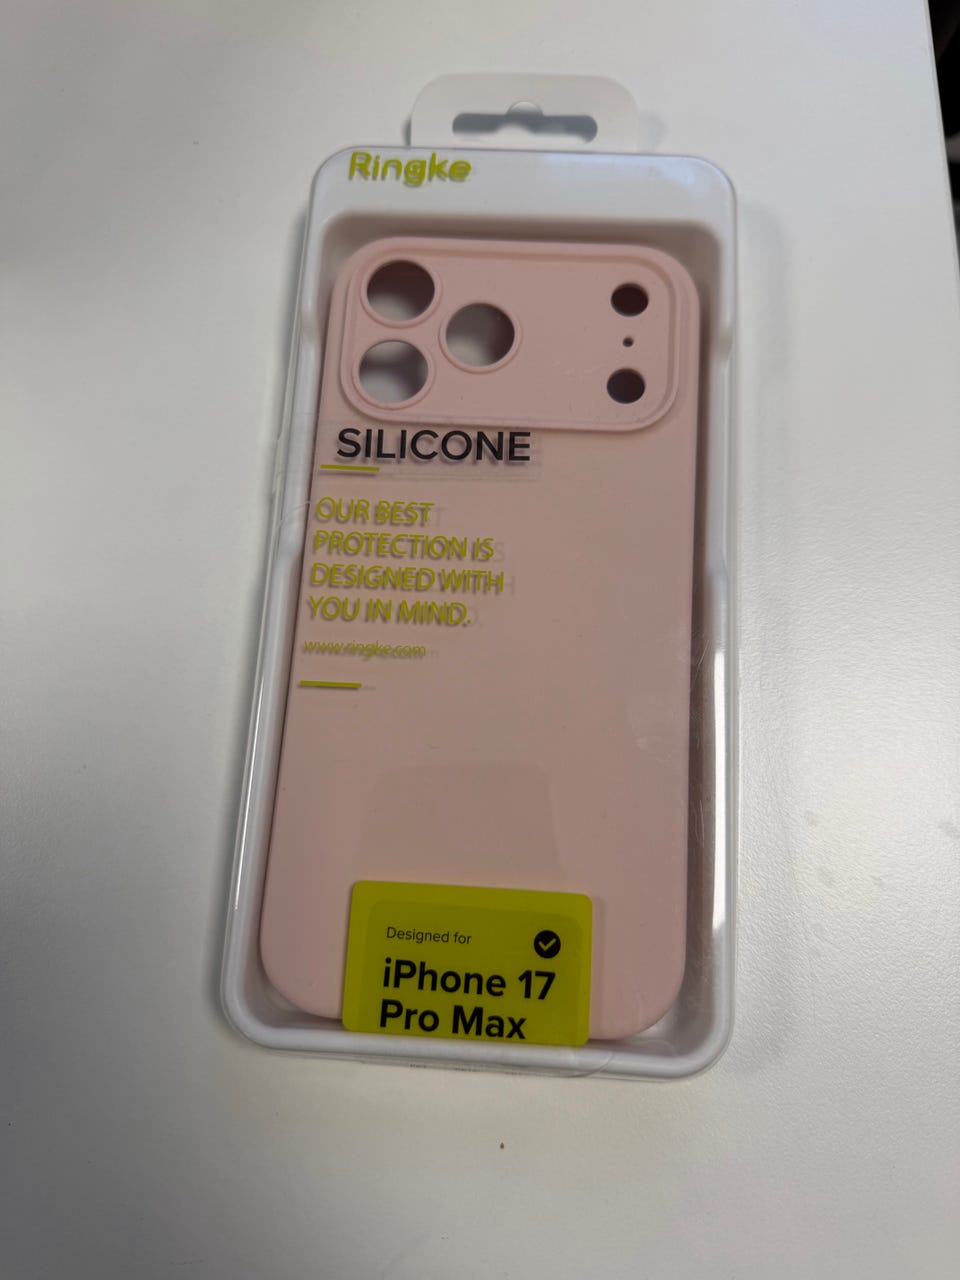 Ringke
SILICONE
OUR BEST
PROTECTION IS
DESIGNED WITH
YOU IN MIND.
www.ringke.com
Designed for
iPhone 17
Pro Max